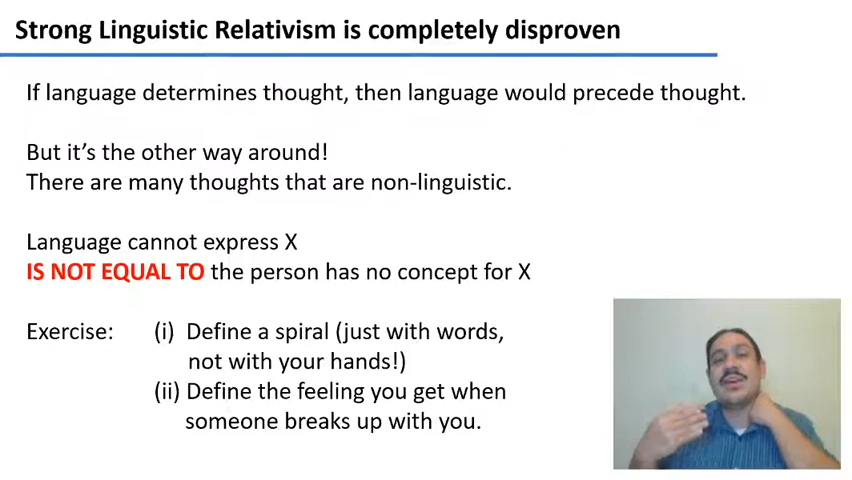 Strong Linguistic Relativism is completely disproven
If language determines thought, then language would precede thought.
But it's the other way around!
There are many thoughts that are non-linguistic.
Language cannot express X
IS NOT EQUAL TO the person has no concept for X
Exercise: (i) Define a spiral (just with words,
not with your hands!)
(ii) Define the feeling you get when
someone breaks up with you.